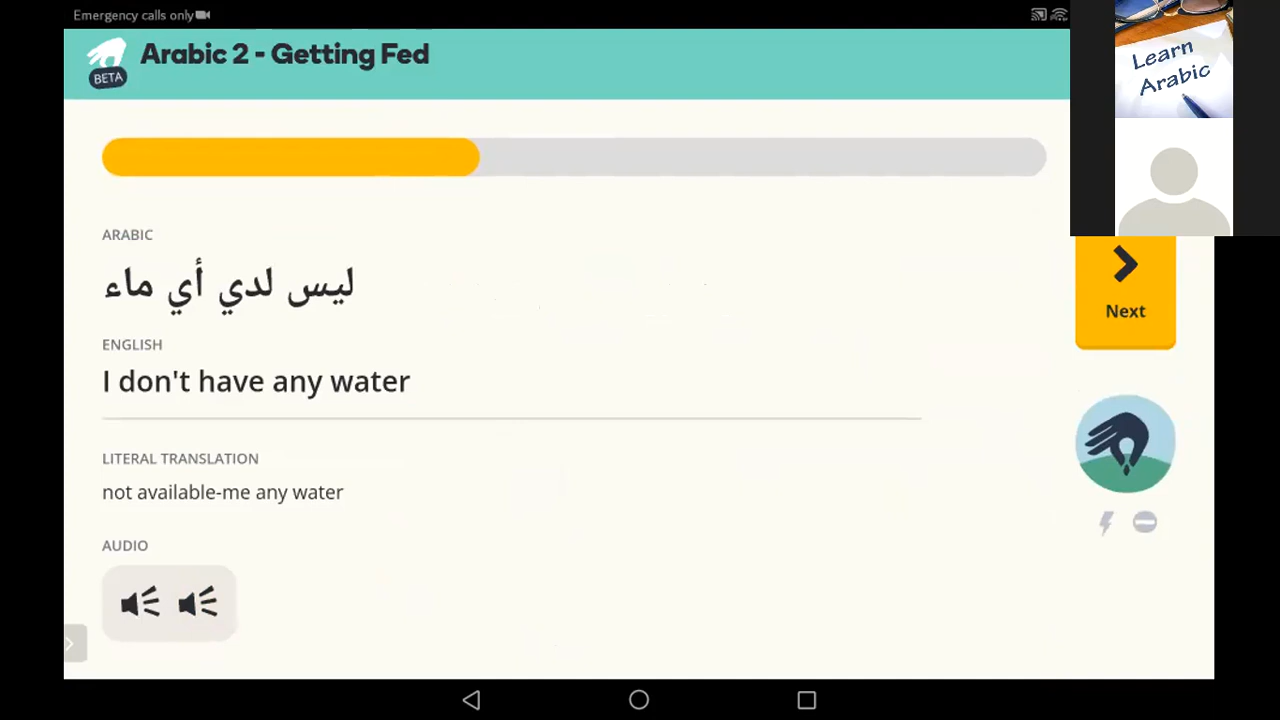 Emergency calls only
Arabic 2 - Getting Fed
BETA
Learn
Arabic
ARABIC
ليس لدي أي ماء
Next
ENGLISH
I don't have any water
LITERAL TRANSLATION
not available-me any water
AUDIO